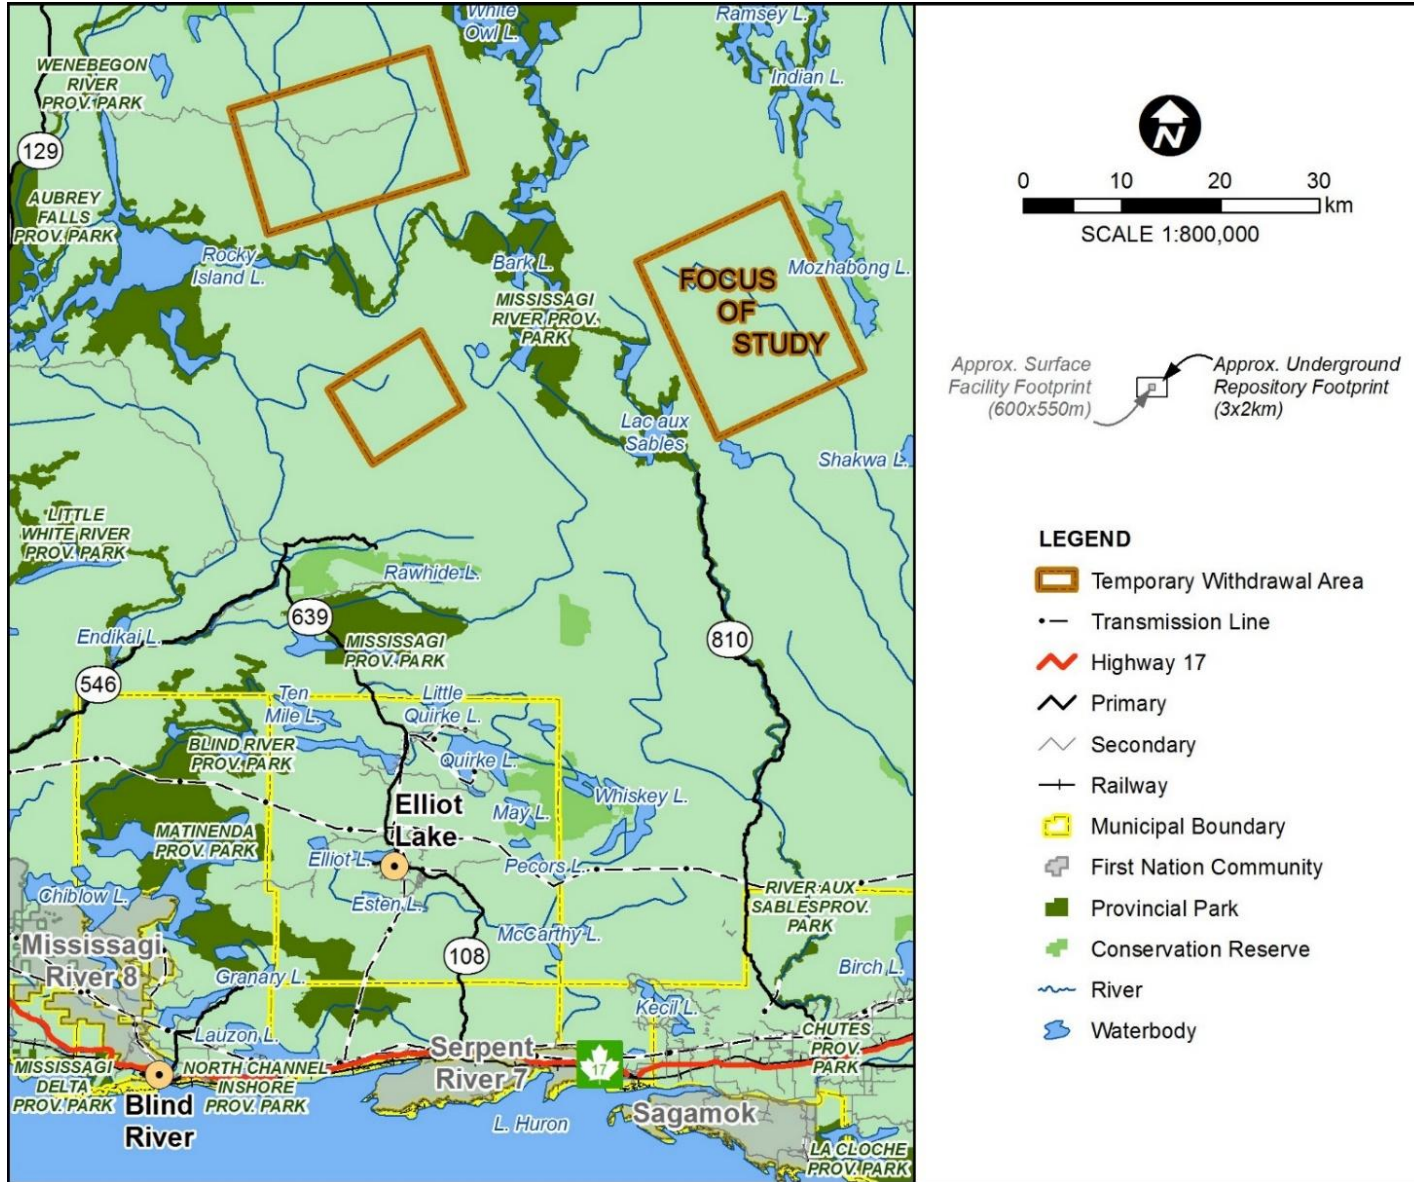 White
Owl L.
Ramsey L.
WENEBEGON
RIVER
PROV. PARK
Indian L.
129
AUBREY
FALLS
PROV. PARK
Rocky
Island L.
Bark L.
MISSISSAGI
RIVER PROV.
PARK
Mozhabong L.
FOCUS
OF
STUDY
Lac aux
Sables
Shakwa L.
LITTLE
WHITE RIVER
PROV. PARK
Rawhide L.
639
Endikai L.
MISSISSAGI
PROV. PARK
810
546
Ten
Mile L.
Little
Quirke L.
BLIND RIVER
PROV. PARK
Quirke L.
Elliot
Lake
May L.
Whiskey L.
MATINENDA
PROV. PARK
Elliot L.
Pecors L.
Chiblow L.
Esten L.
RIVER AUX
SABLESPROV.
PARK
McCarthy L.
Mississagi
River 8
108
Granary L.
Birch L.
Kecil L.
Lauzon L.
Serpent
River 7
17
CHUTES
PROV.
PARK
MISSISSAGI
DELTA
PROV. PARK
NORTH CHANNEL
INSHORE
PROV. PARK
Blind
River
L. Huron
Sagamok
LA CLOCHE
PROV. PARK
N
0 10 20 30
km
SCALE 1:800,000
Approx. Surface
Facility Footprint
(600x550m)
Approx. Underground
Repository Footprint
(3x2km)
LEGEND
Temporary Withdrawal Area
Transmission Line
Highway 17
Primary
Secondary
Railway
Municipal Boundary
First Nation Community
Provincial Park
Conservation Reserve
River
Waterbody